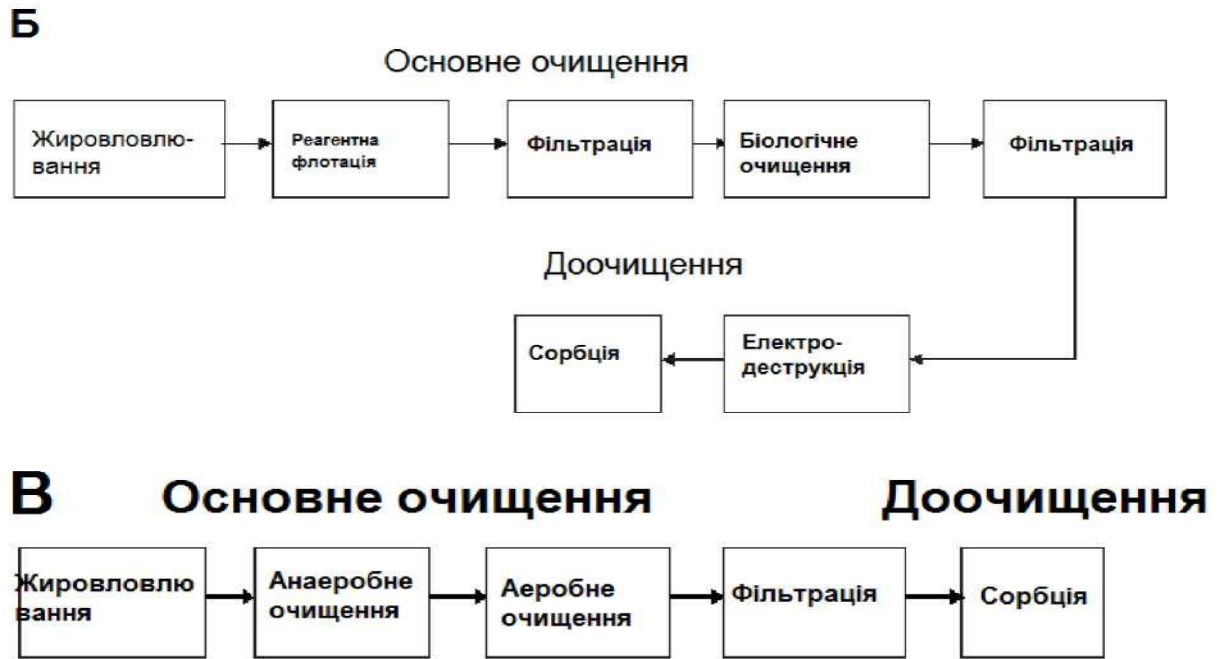 Б
Основне очищення
Жировловлю-
вання
Реагентна
флотація
Фільтрація
Біологічне
очищення
Фільтрація
Доочищення
Сорбція
Електро-
деструкція
В Основне очищення Доочищення
Жировловлю
вання
Анаеробне
очищення
Аеробне
очищення
Фільтрація
Сорбція